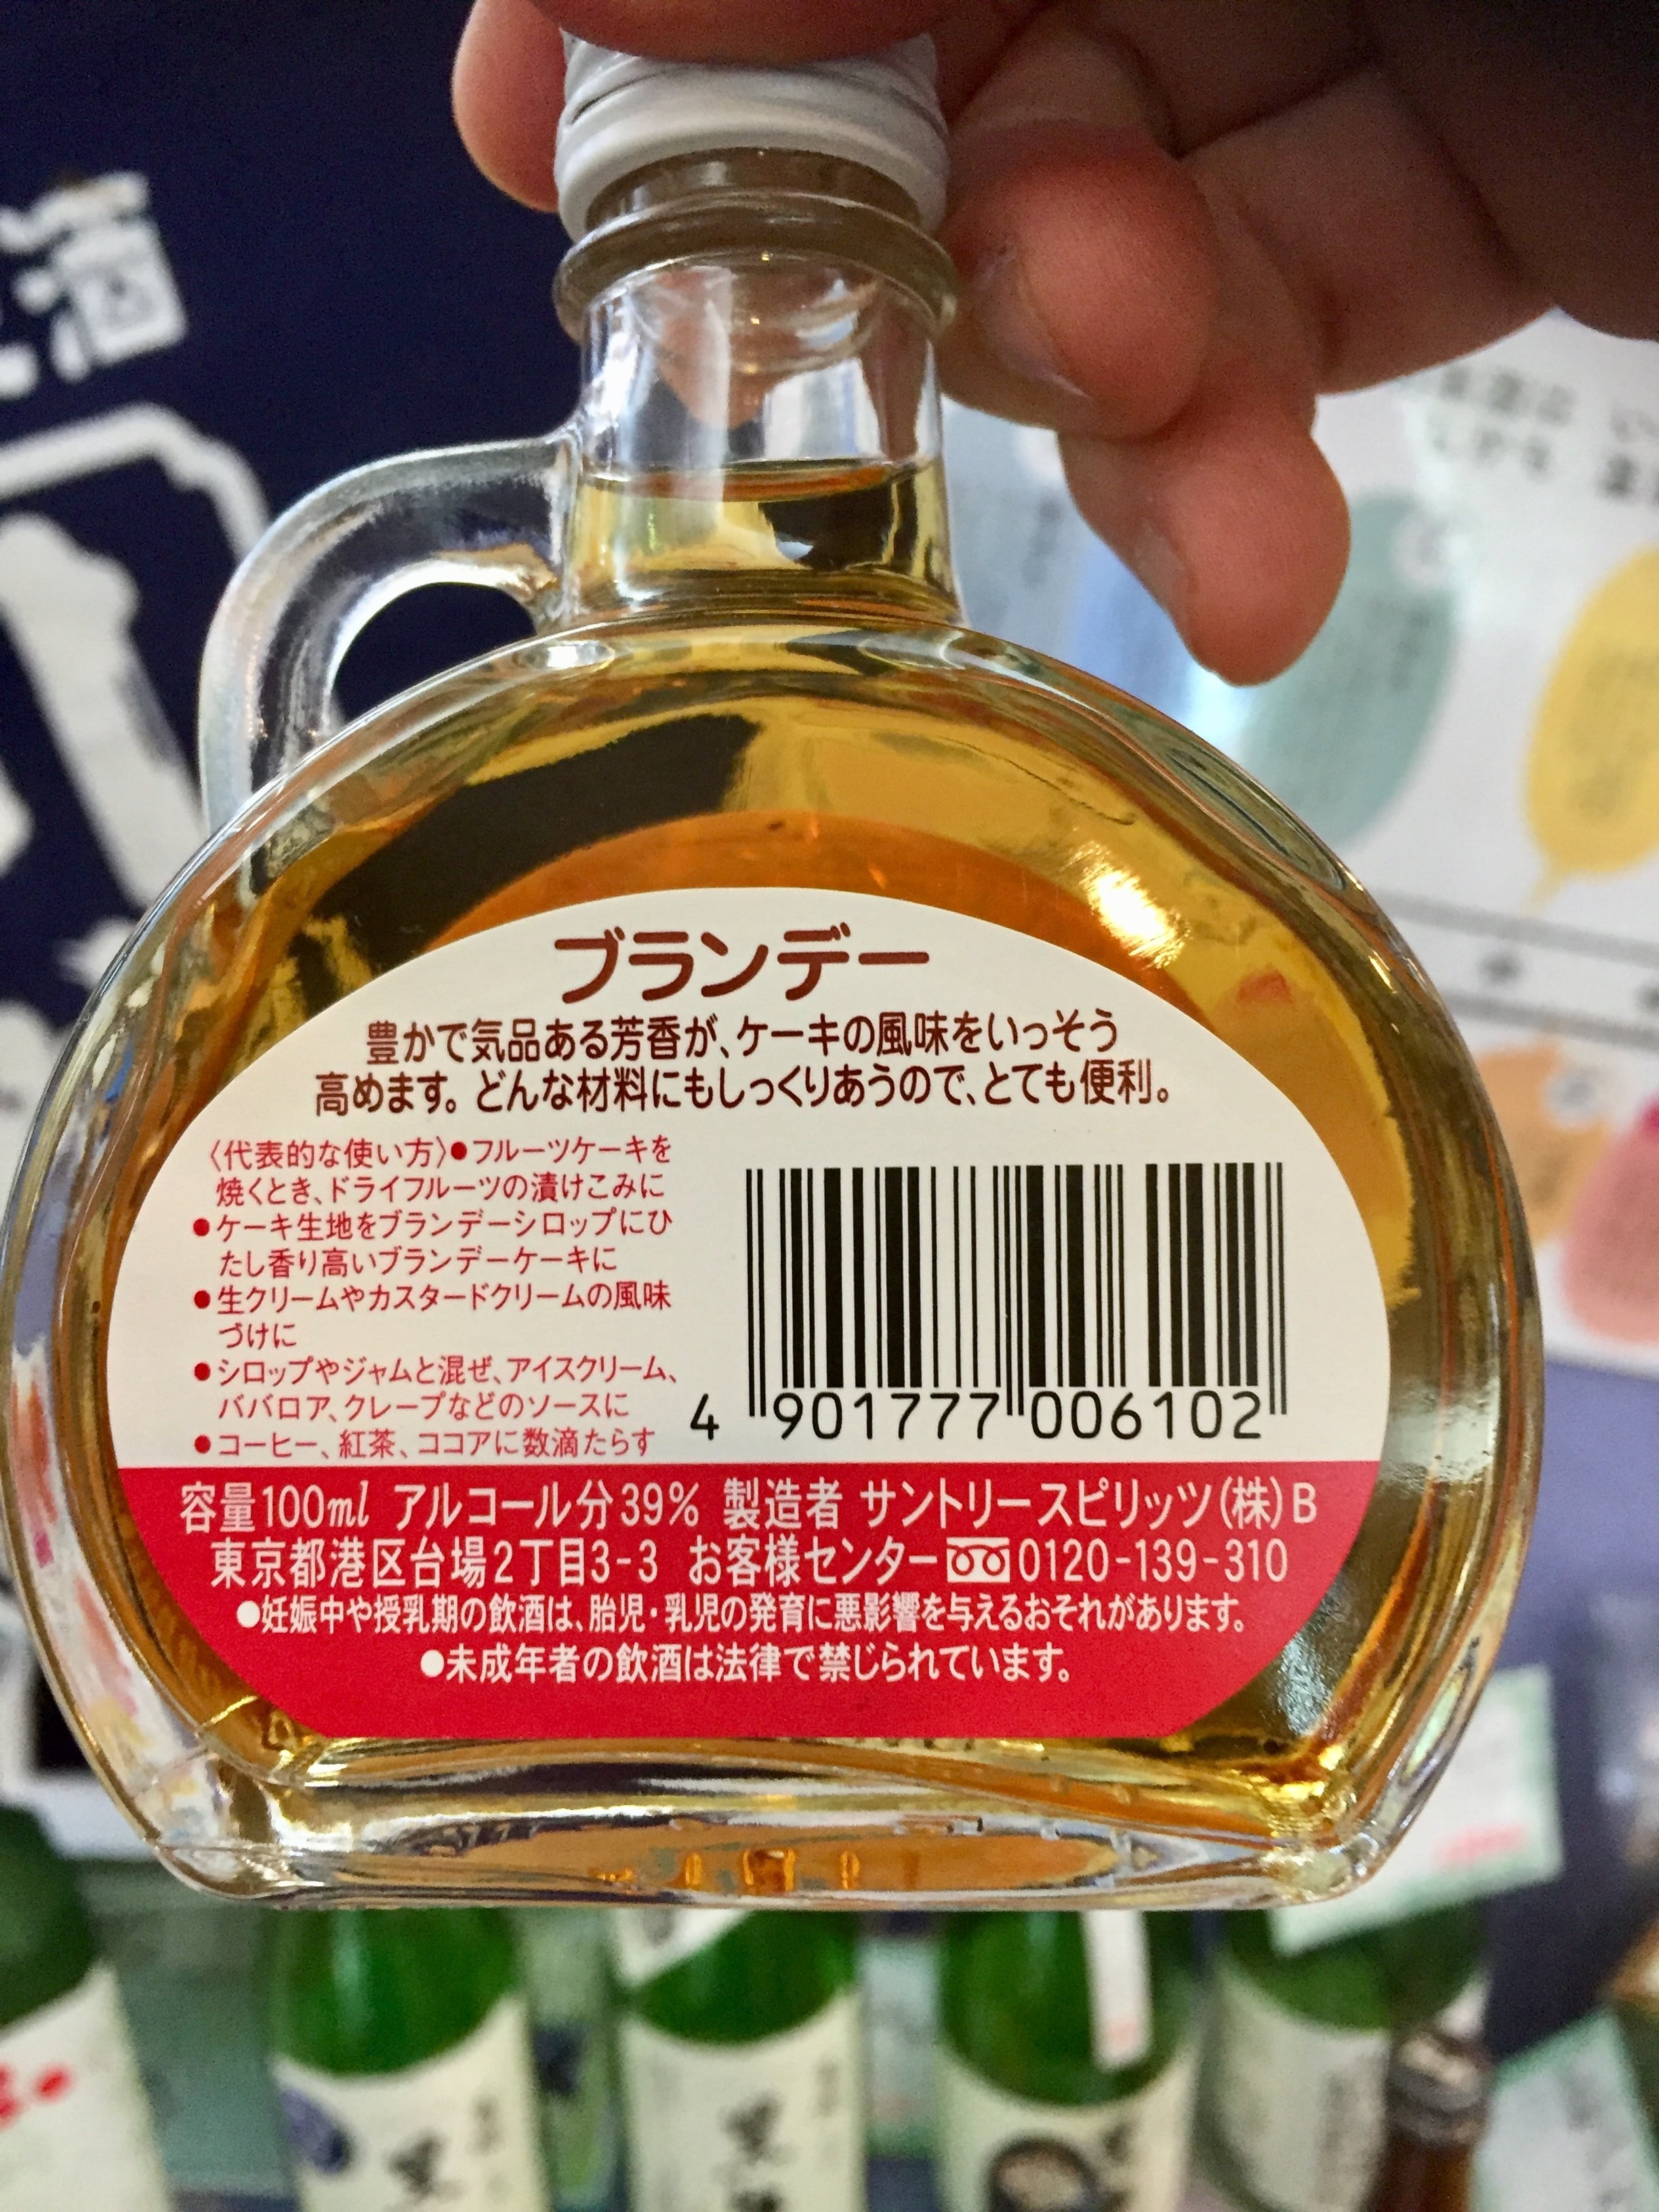 酒
ブランデー
豊かで気品ある芳香が、ケーキの風味をいっそう
高めます。どんな材料にもしっくりあうので、とても便利。
〈代表的な使い方〉●フルーツケーキを
焼くとき、ドライフルーツの漬けこみに
●ケーキ生地をブランデーシロップにひ
たし香り高いブランデーケーキに
●生クリームやカスタードクリームの風味
づけに
●シロップやジャムと混ぜ、アイスクリーム、
ババロア、クレープなどのソースに
●コーヒー、紅茶、ココアに数滴たらす
4 901777 006102
容量100ml アルコール分39% 製造者 サントリースピリッツ(株)B
東京都港区台場2丁目3-3 お客様センター 0120-139-310
●妊娠中や授乳期の飲酒は、胎児・乳児の発育に悪影響を与えるおそれがあります。
●未成年者の飲酒は法律で禁じられています。